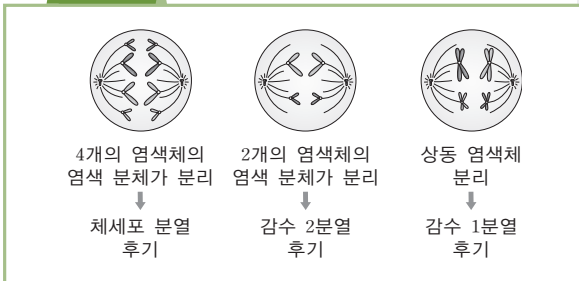 4개의 염색체의
염색 분체가 분리
체세포 분열
후기
2개의 염색체의
염색 분체가 분리
감수 2분열
후기
상동 염색체
분리
감수 1분열
후기